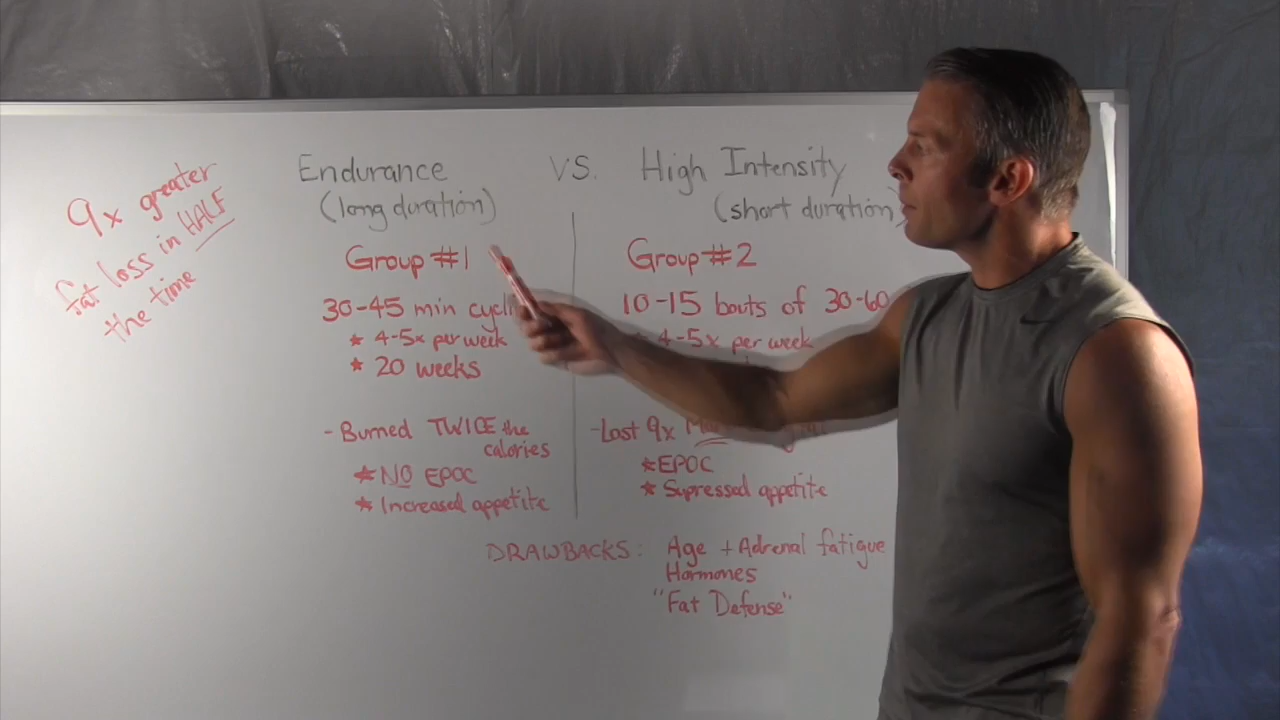 9x greater
fat loss in HALF
the time
Endurance VS. High Intensity
(long duration) (short duration)
Group #1
30-45 min
* 4-5x per week
* 20 weeks
- Burned TWICE the
calories
* NO EPOC
* Increased appetite
Group #2
10-15 bouts of 30-60
* 4-5x per week
- Lost 9x
* EPOC
* Supressed appetite
DRAWBACKS: Age + Adrenal fatigue
Hormones
"Fat Defense"